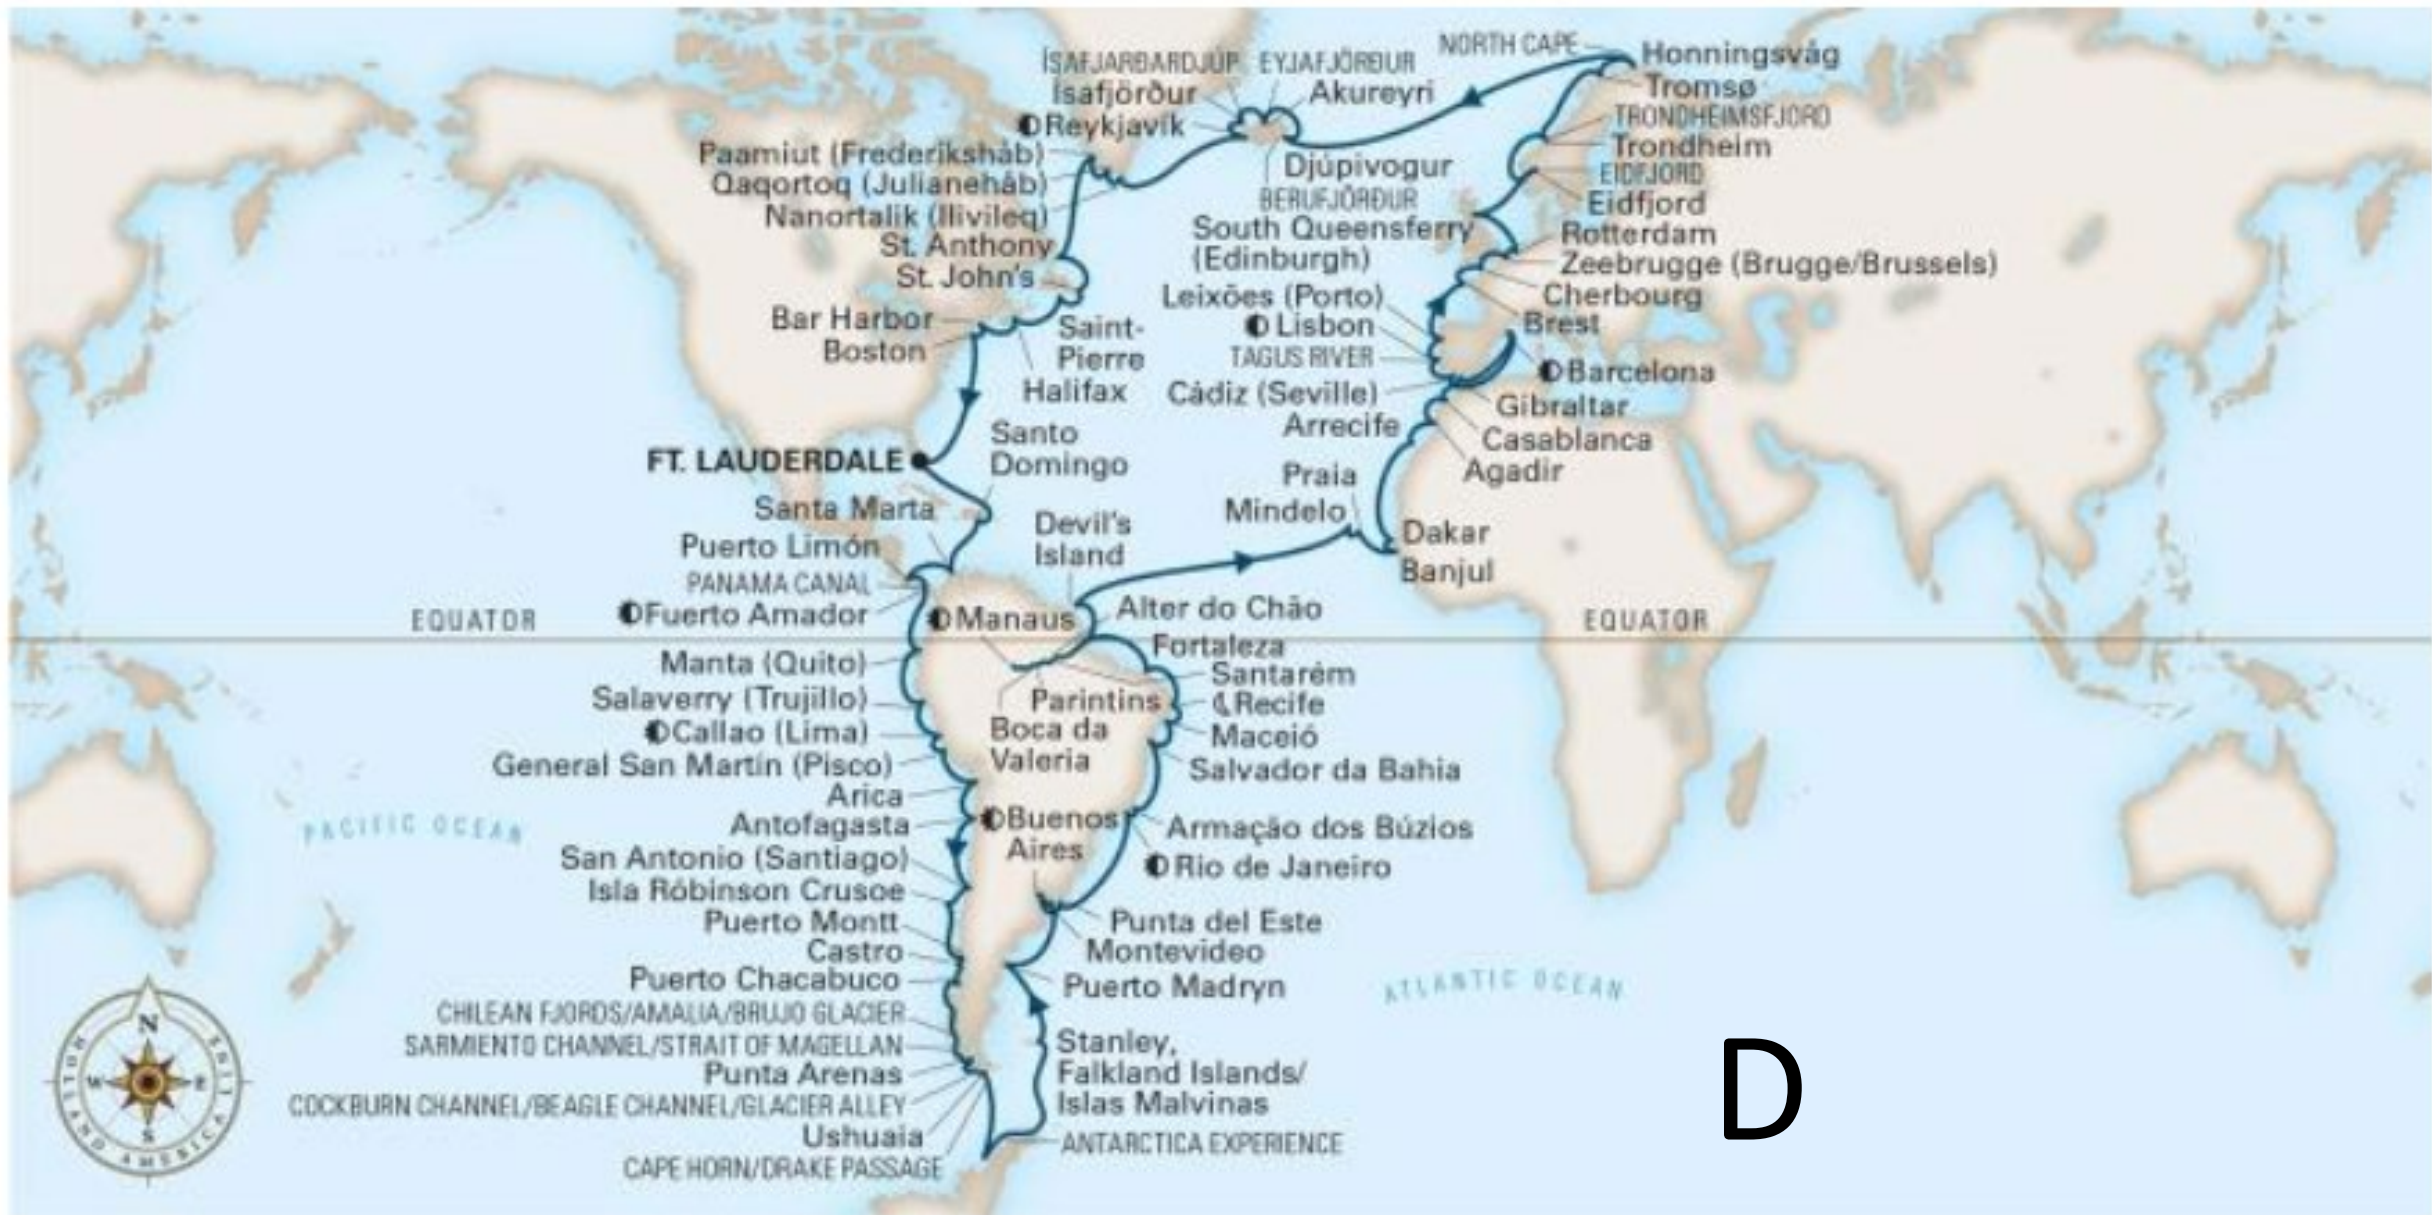 ÍSAFJARÐARDJÚP
EYJAFJÖRÐUR
NORTH CAPE
Honningsvåg
Tromsø
Ísafjörður
Akureyri
TRONDHEIMSFJORD
Reykjavík
Trondheim
Paamiut (Frederikshåb)
Djúpivogur
EIDFJORD
Qaqortoq (Julianehåb)
BERUFJÖRÐUR
Eidfjord
Nanortalik (Ilivileq)
South Queensferry
(Edinburgh)
Rotterdam
St. Anthony
Zeebrugge (Brugge/Brussels)
St. John's
Leixões (Porto)
Cherbourg
Bar Harbor
Saint-
Pierre
Lisbon
Brest
Boston
TAGUS RIVER
Barcelona
Halifax
Cádiz (Seville)
Gibraltar
Arrecife
Casablanca
Santo
Domingo
FT. LAUDERDALE
Praia
Agadir
Santa Marta
Mindelo
Devil's
Island
Dakar
Puerto Limón
Banjul
PANAMA CANAL
EQUATOR
Fuerto Amador
Manaus
Alter do Chão
EQUATOR
Fortaleza
Manta (Quito)
Santarém
Salaverry (Trujillo)
Parintins
Recife
Callao (Lima)
Boca da
Valeria
Maceió
General San Martín (Pisco)
Salvador da Bahia
Arica
PACIFIC OCEAN
Antofagasta
Buenos
Aires
Armação dos Búzios
San Antonio (Santiago)
Rio de Janeiro
Isla Róbinson Crusoe
Puerto Montt
Punta del Este
Castro
Montevideo
Puerto Chacabuco
Puerto Madryn
ATLANTIC OCEAN
CHILEAN FJORDS/AMALIA/BRUJO GLACIER
SARMIENTO CHANNEL/STRAIT OF MAGELLAN
Stanley,
Falkland Islands/
Islas Malvinas
Punta Arenas
COCKBURN CHANNEL/BEAGLE CHANNEL/GLACIER ALLEY
Ushuaia
ANTARCTICA EXPERIENCE
CAPE HORN/DRAKE PASSAGE
N
W
E
S
HOLLAND AMERICA LINE
D